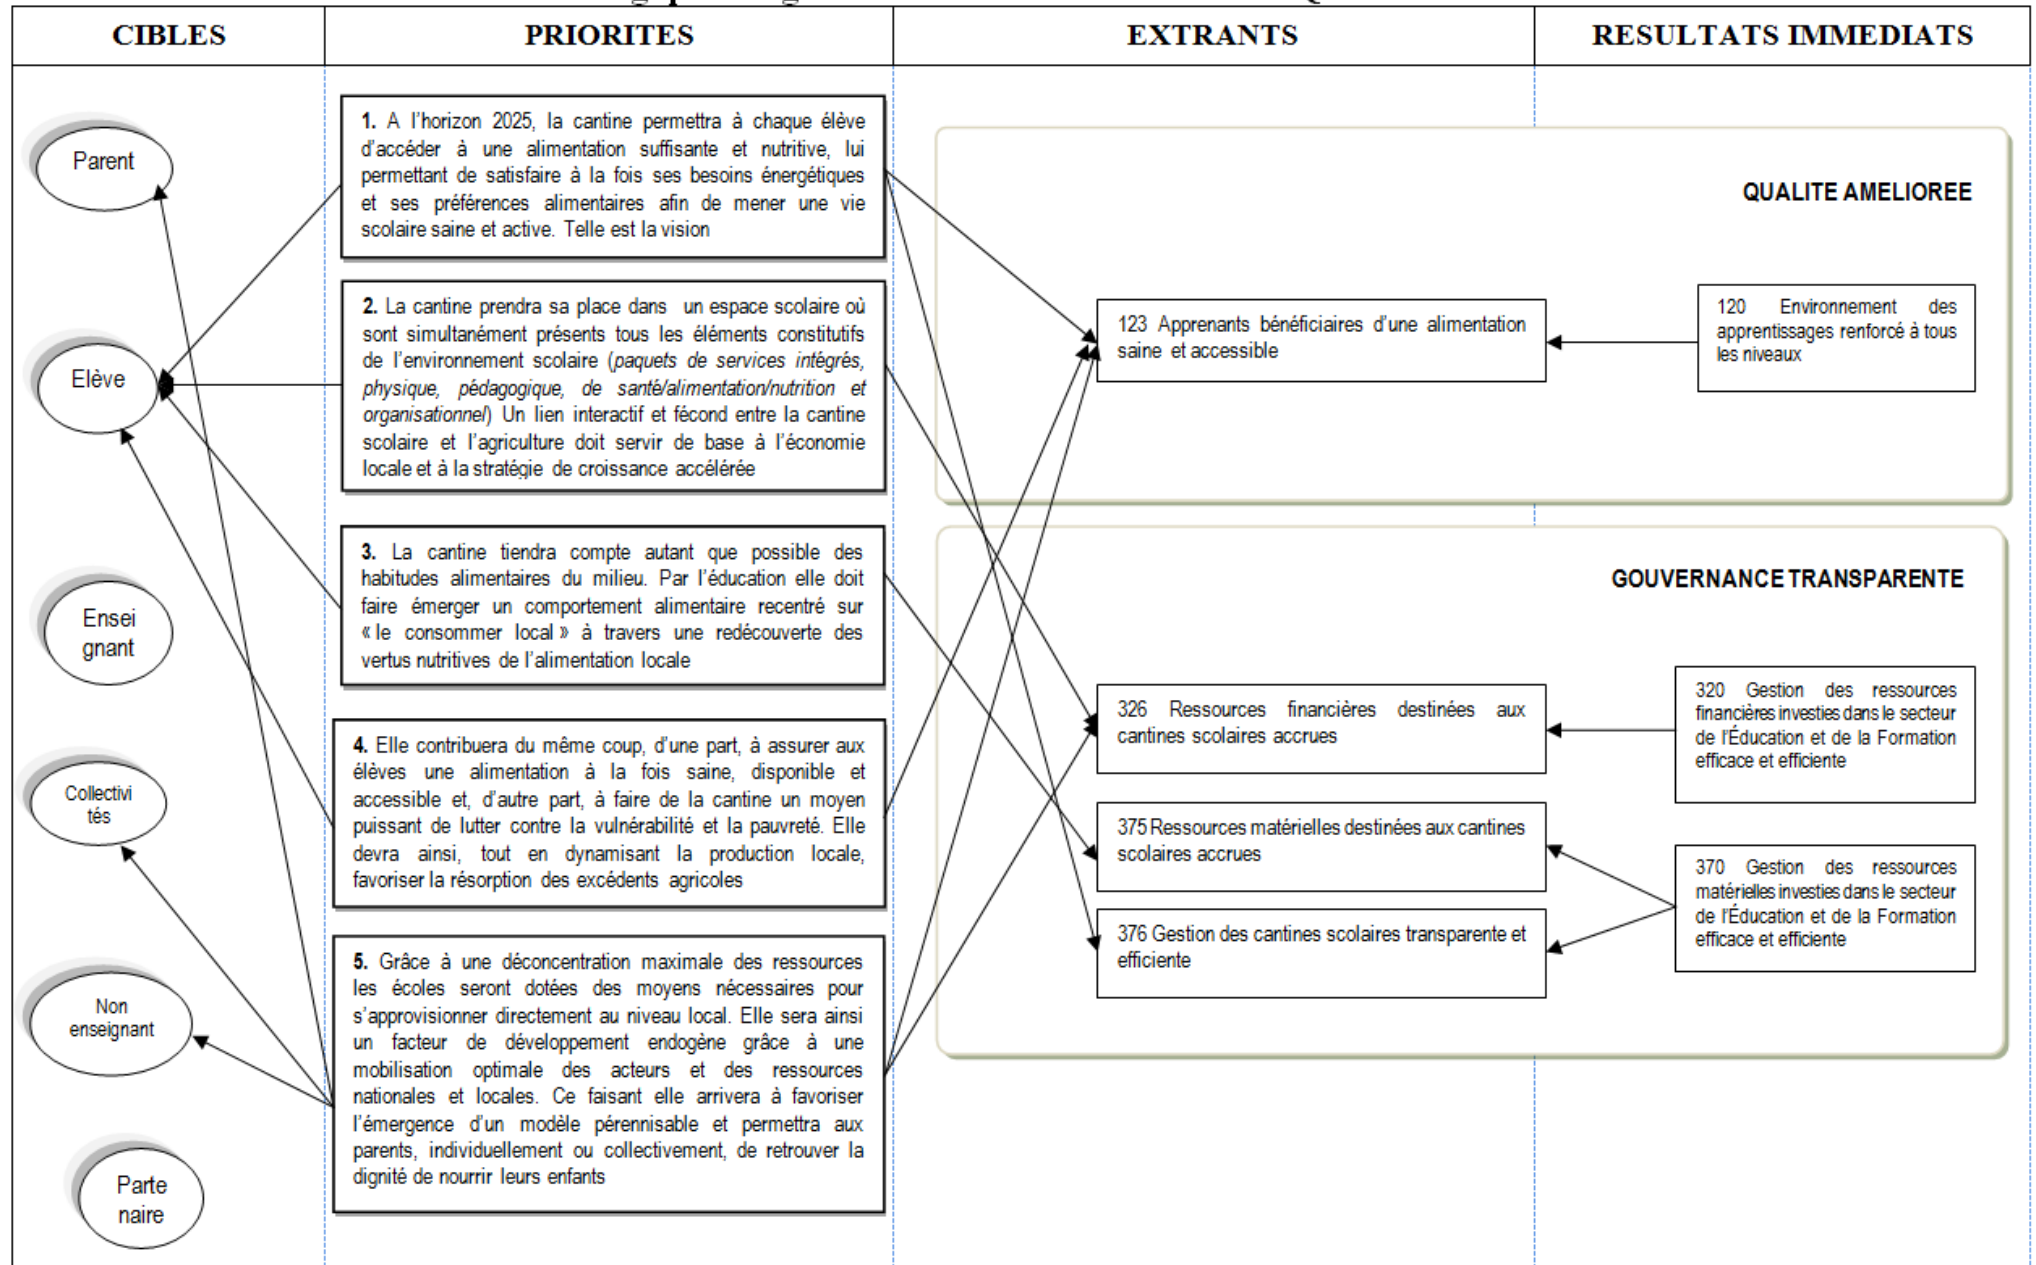 CIBLES
PRIORITES
EXTRANTS
RESULTATS IMMEDIATS
Parent
Elève
Ensei
gnant
Collectivi
tés
Non
enseignant
Parte
naire
1. A l’horizon 2025, la cantine permettra à chaque élève
d’accéder à une alimentation suffisante et nutritive, lui
permettant de satisfaire à la fois ses besoins énergétiques
et ses préférences alimentaires afin de mener une vie
scolaire saine et active. Telle est la vision
2. La cantine prendra sa place dans un espace scolaire où
sont simultanément présents tous les éléments constitutifs
de l’environnement scolaire (paquets de services intégrés,
physique, pédagogique, de santé/alimentation/nutrition et
organisationnel) Un lien interactif et fécond entre la cantine
scolaire et l’agriculture doit servir de base à l’économie
locale et à la stratégie de croissance accélérée
3. La cantine tiendra compte autant que possible des
habitudes alimentaires du milieu. Par l’éducation elle doit
faire émerger un comportement alimentaire recentré sur
« le consommer local » à travers une redécouverte des
vertus nutritives de l’alimentation locale
4. Elle contribuera du même coup, d’une part, à assurer aux
élèves une alimentation à la fois saine, disponible et
accessible et, d’autre part, à faire de la cantine un moyen
puissant de lutter contre la vulnérabilité et la pauvreté. Elle
devra ainsi, tout en dynamisant la production locale,
favoriser la résorption des excédents agricoles
5. Grâce à une déconcentration maximale des ressources
les écoles seront dotées des moyens nécessaires pour
s’approvisionner directement au niveau local. Elle sera ainsi
un facteur de développement endogène grâce à une
mobilisation optimale des acteurs et des ressources
nationales et locales. Ce faisant elle arrivera à favoriser
l’émergence d’un modèle pérennisable et permettra aux
parents, individuellement ou collectivement, de retrouver la
dignité de nourrir leurs enfants
QUALITE AMELIOREE
123 Apprenants bénéficiaires d’une alimentation
saine et accessible
120 Environnement des
apprentissages renforcé à tous
les niveaux
GOUVERNANCE TRANSPARENTE
326 Ressources financières destinées aux
cantines scolaires accrues
375 Ressources matérielles destinées aux cantines
scolaires accrues
376 Gestion des cantines scolaires transparente et
efficiente
320 Gestion des ressources
financières investies dans le secteur
de l’Éducation et de la Formation
efficace et efficiente
370 Gestion des ressources
matérielles investies dans le secteur
de l’Éducation et de la Formation
efficace et efficiente